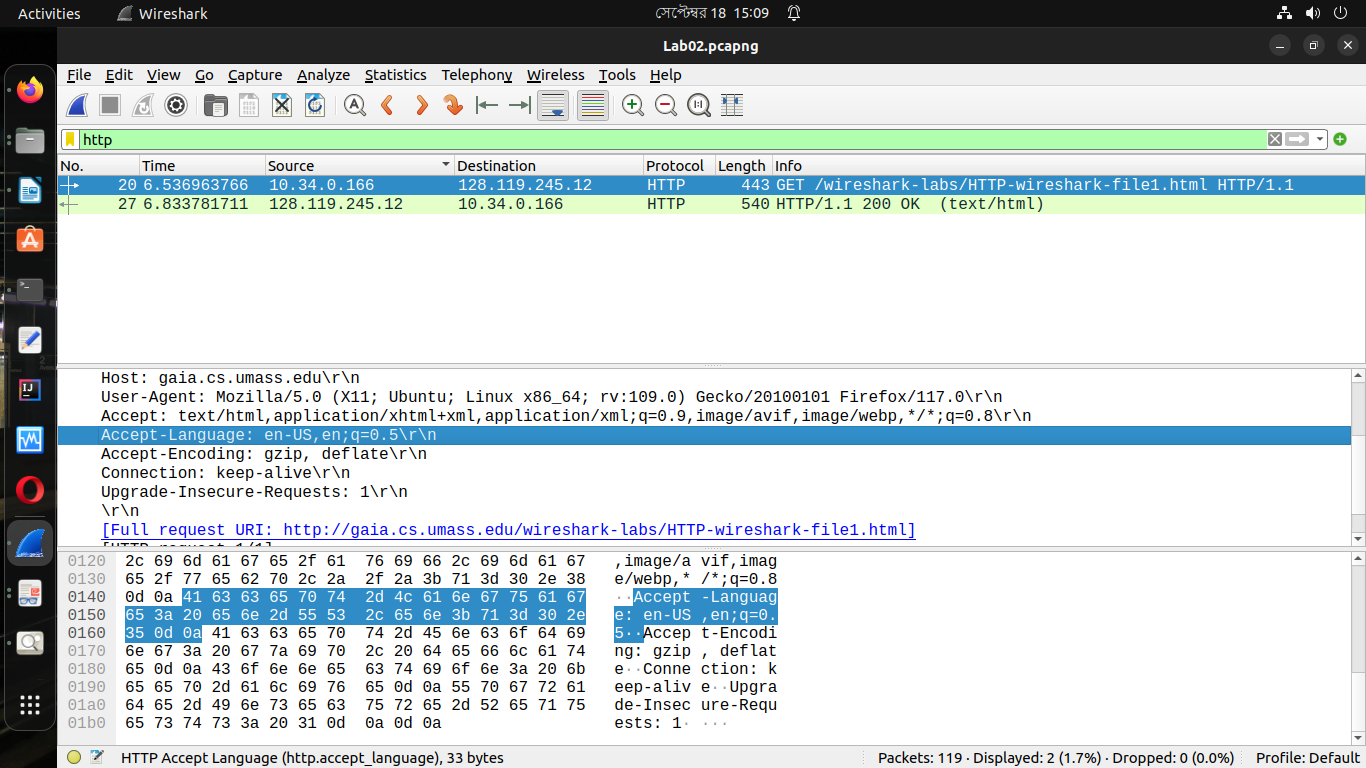 Activities Wireshark সেপ্টেম্বর 18 15:09
Lab02.pcapng
File Edit View Go Capture Analyze Statistics Telephony Wireless Tools Help
http
No. Time Source Destination Protocol Length Info
20 6.536963766 10.34.0.166 128.119.245.12 HTTP 443 GET /wireshark-labs/HTTP-wireshark-file1.html HTTP/1.1
27 6.833781711 128.119.245.12 10.34.0.166 HTTP 540 HTTP/1.1 200 OK (text/html)
Host: gaia.cs.umass.edu\r\n
User-Agent: Mozilla/5.0 (X11; Ubuntu; Linux x86_64; rv:109.0) Gecko/20100101 Firefox/117.0\r\n
Accept: text/html,application/xhtml+xml,application/xml;q=0.9,image/avif,image/webp,*/*;q=0.8\r\n
Accept-Language: en-US,en;q=0.5\r\n
Accept-Encoding: gzip, deflate\r\n
Connection: keep-alive\r\n
Upgrade-Insecure-Requests: 1\r\n
\r\n
[Full request URI: http://gaia.cs.umass.edu/wireshark-labs/HTTP-wireshark-file1.html]
[HTTP request 1/1]
0120 2c 69 6d 61 67 65 2f 61 76 69 66 2c 69 6d 61 67 ,image/a vif,imag
0130 65 2f 77 65 62 70 2c 2a 2f 2a 3b 71 3d 30 2e 38 e/webp,* /*;q=0.8
0140 0d 0a 41 63 63 65 70 74 2d 4c 61 6e 67 75 61 67 ··Accept -Languag
0150 65 3a 20 65 6e 2d 55 53 2c 65 6e 3b 71 3d 30 2e e: en-US ,en;q=0.
0160 35 0d 0a 41 63 63 65 70 74 2d 45 6e 63 6f 64 69 5··Accep t-Encodi
0170 6e 67 3a 20 67 7a 69 70 2c 20 64 65 66 6c 61 74 ng: gzip , deflat
0180 65 0d 0a 43 6f 6e 6e 65 63 74 69 6f 6e 3a 20 6b e··Conne ction: k
0190 65 65 70 2d 61 6c 69 76 65 0d 0a 55 70 67 72 61 eep-aliv e··Upgra
01a0 64 65 2d 49 6e 73 65 63 75 72 65 2d 52 65 71 75 de-Insec ure-Requ
01b0 65 73 74 73 3a 20 31 0d 0a 0d 0a ests: 1· ···
HTTP Accept Language (http.accept_language), 33 bytes Packets: 119 · Displayed: 2 (1.7%) · Dropped: 0 (0.0%) Profile: Default